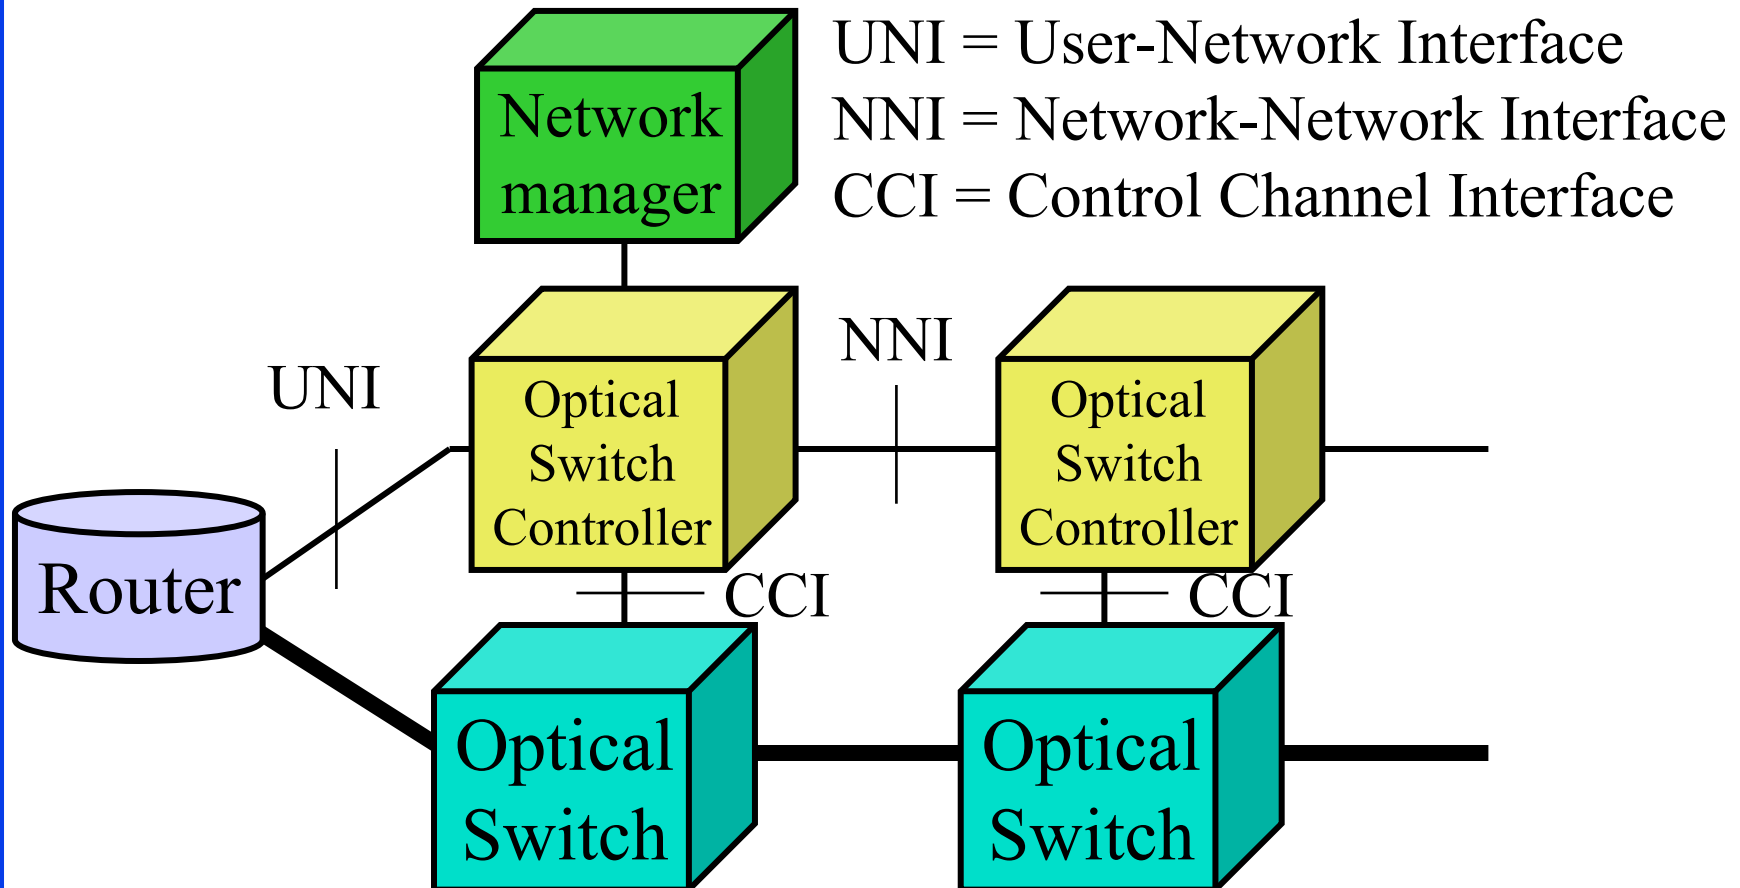 UNI = User-Network Interface
NNI = Network-Network Interface
CCI = Control Channel Interface
Network
manager
UNI
NNI
Optical
Switch
Controller
Optical
Switch
Controller
Router
CCI
CCI
Optical
Switch
Optical
Switch